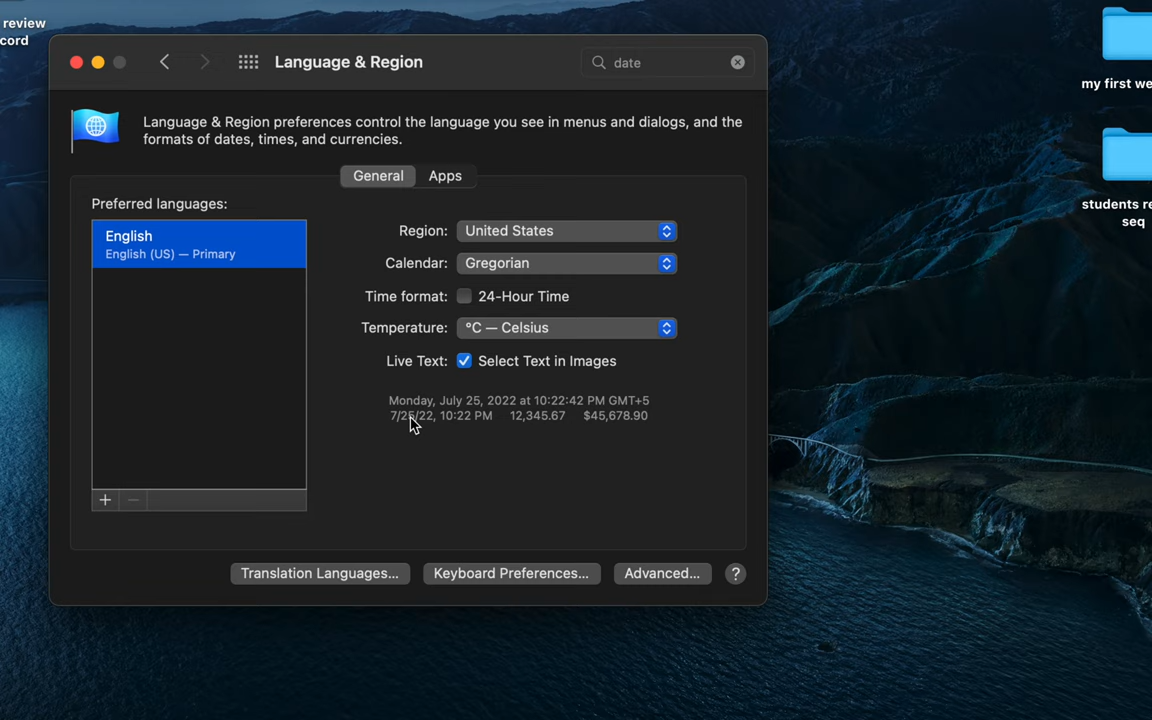 review
cord
Language & Region
date
my first we
Language & Region preferences control the language you see in menus and dialogs, and the
formats of dates, times, and currencies.
General
Apps
students re
seq
Preferred languages:
English
English (US) — Primary
Region: United States
Calendar: Gregorian
Time format: 24-Hour Time
Temperature: °C — Celsius
Live Text: Select Text in Images
Monday, July 25, 2022 at 10:22:42 PM GMT+5
7/25/22, 10:22 PM 12,345.67 $45,678.90
+ −
Translation Languages... Keyboard Preferences... Advanced... ?